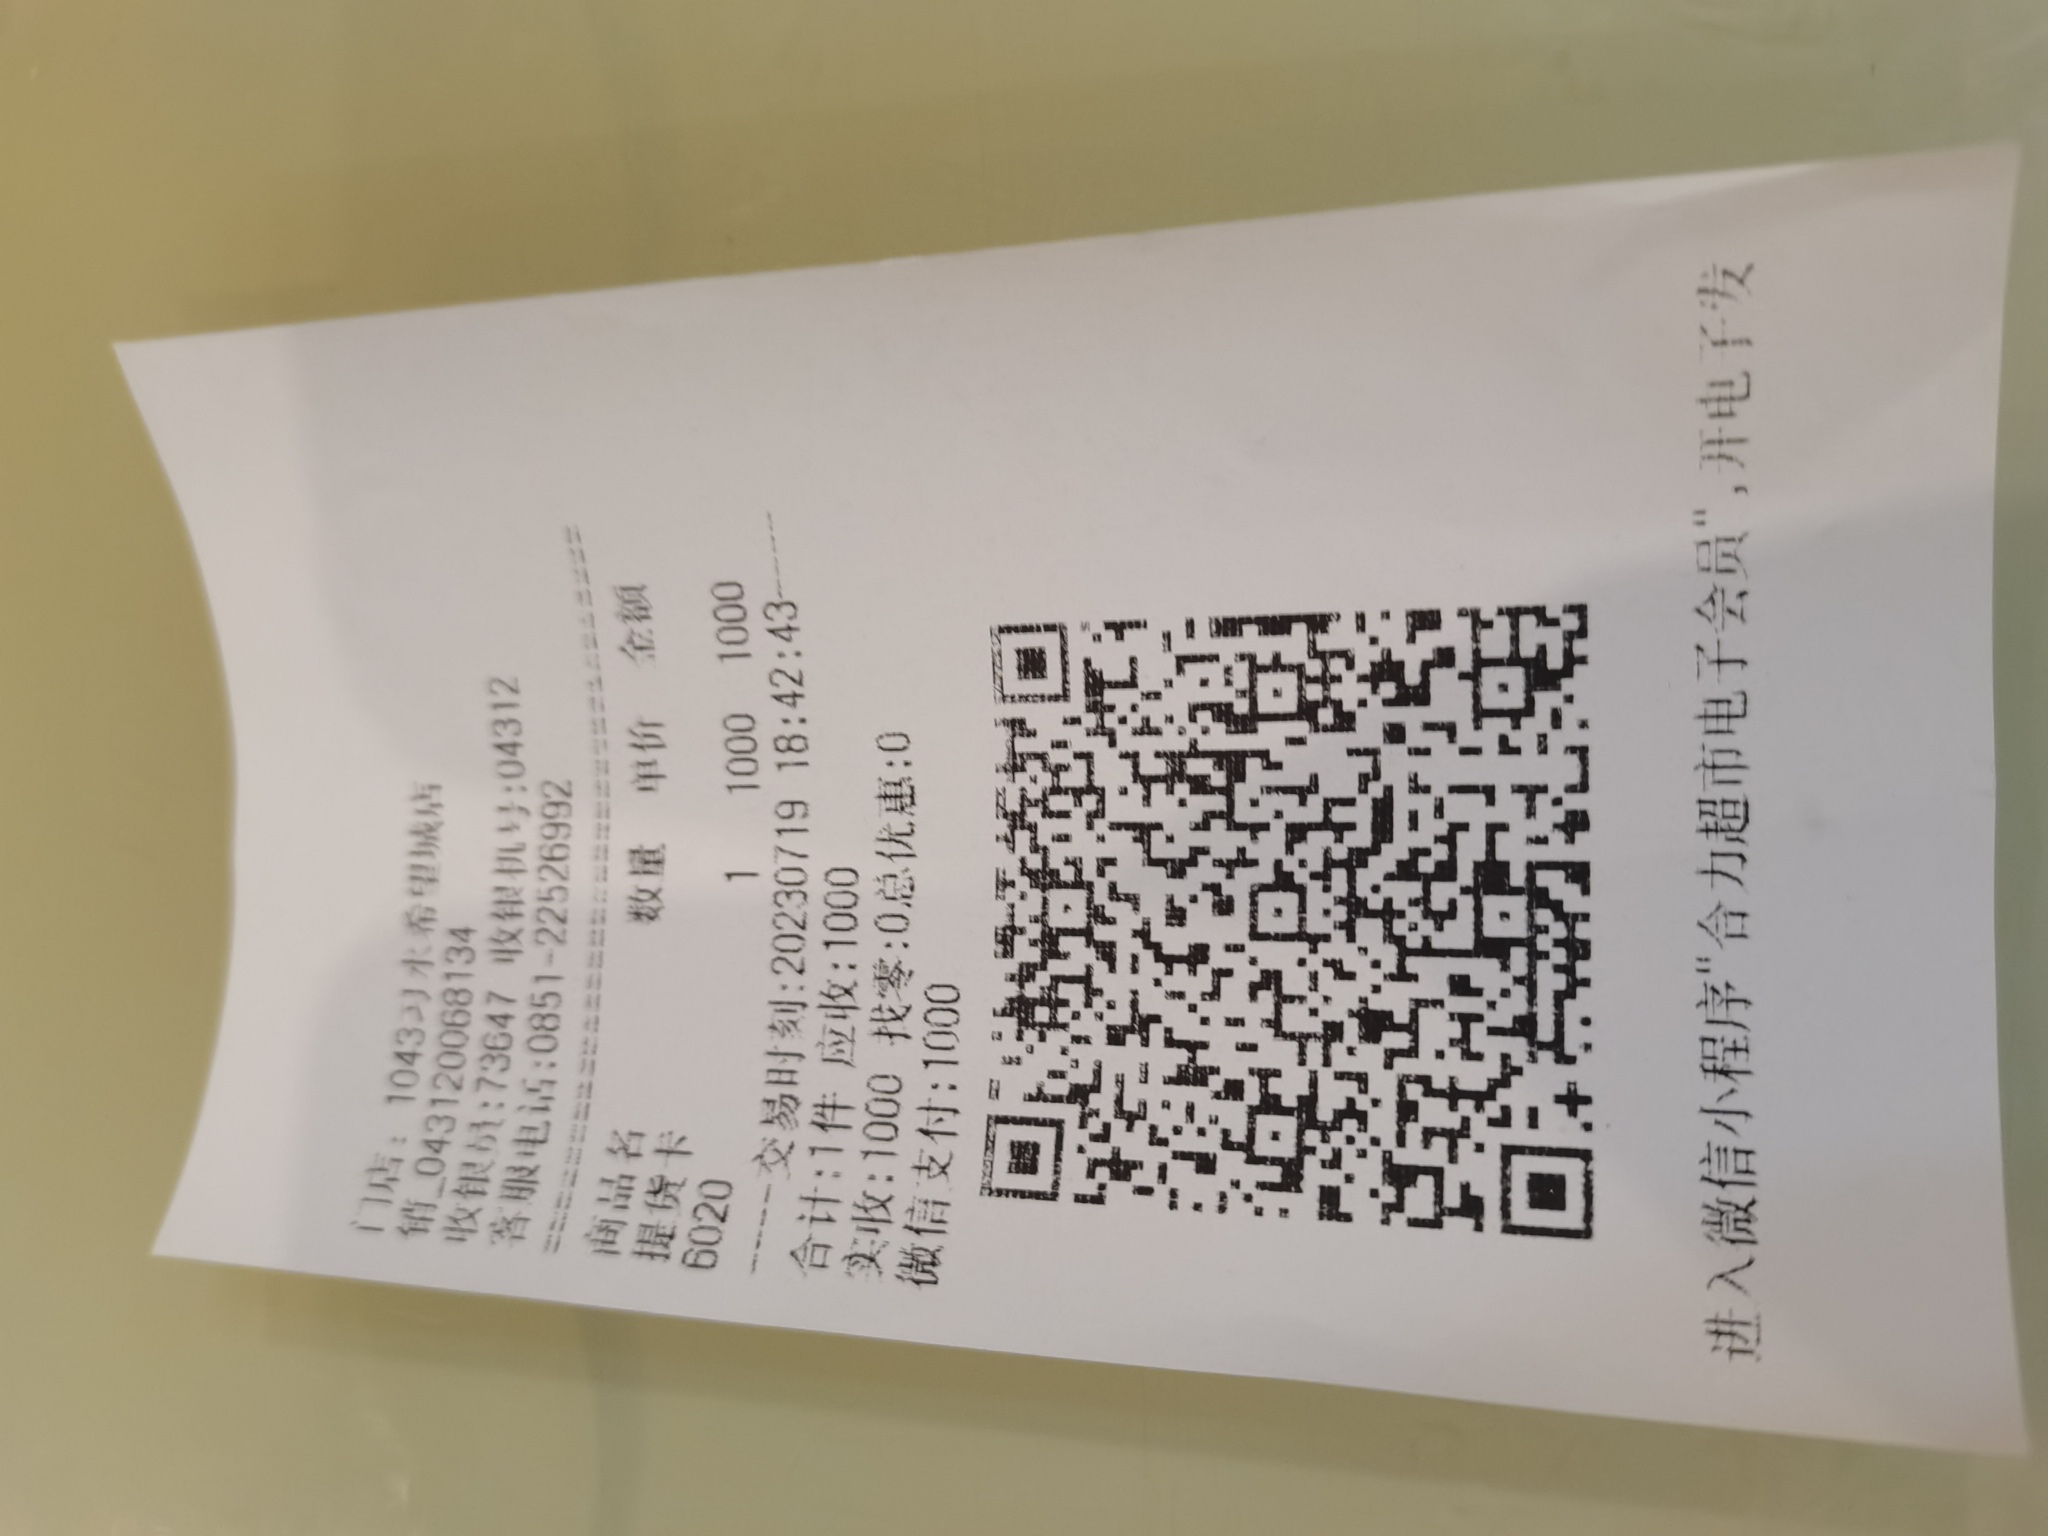 门店: 1043习水希望城店
销_0431200681​34
收银员:73647 收银机号:04312
客服电话:0851-22526992
商品名 数量 单价 金额
提货卡
6020 1 1000 1000
-----交易时刻:20230719 18:42:43-----
合计:1件 应收:1000
实收:1000 找零:0总优惠:0
微信支付:1000
进入微信小程序"合力超市电子会员",开电子发